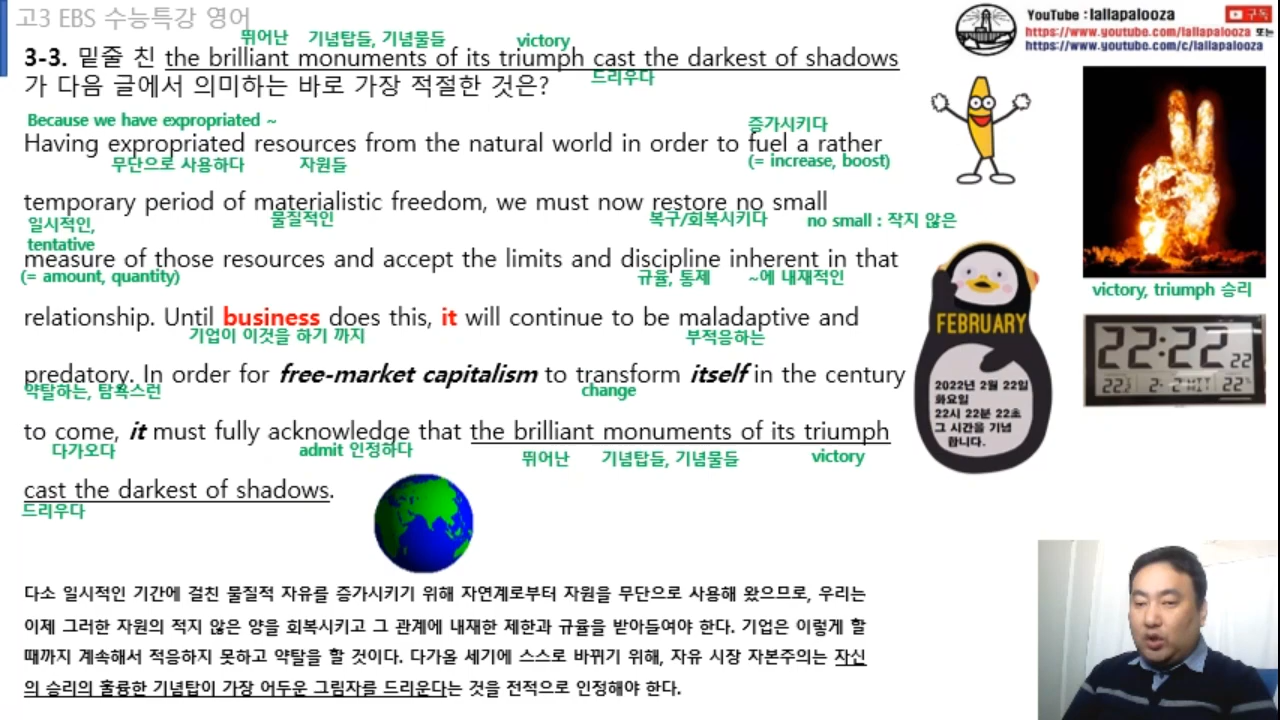 고3 EBS 수능특강 영어
뛰어난 기념탑들, 기념물들 victory
3-3. 밑줄 친 the brilliant monuments of its triumph cast the darkest of shadows
드리우다
가 다음 글에서 의미하는 바로 가장 적절한 것은?
Because we have expropriated ~
증가시키다
Having expropriated resources from the natural world in order to fuel a rather
무단으로 사용하다 자원들 (= increase, boost)
temporary period of materialistic freedom, we must now restore no small
일시적인, 물질적인 복구/회복시키다 no small : 작지 않은
tentative
measure of those resources and accept the limits and discipline inherent in that
(= amount, quantity) 규율, 통제 ~에 내재적인
relationship. Until business does this, it will continue to be maladaptive and
기업이 이것을 하기 까지 부적응하는
predatory. In order for free-market capitalism to transform itself in the century
약탈하는, 탐욕스런 change
to come, it must fully acknowledge that the brilliant monuments of its triumph
다가오다 admit 인정하다 뛰어난 기념탑들, 기념물들 victory
cast the darkest of shadows.
드리우다
다소 일시적인 기간에 걸친 물질적 자유를 증가시키기 위해 자연계로부터 자원을 무단으로 사용해 왔으므로, 우리는
이제 그러한 자원의 적지 않은 양을 회복시키고 그 관계에 내재한 제한과 규율을 받아들여야 한다. 기업은 이렇게 할
때까지 계속해서 적응하지 못하고 약탈을 할 것이다. 다가올 세기에 스스로 바뀌기 위해, 자유 시장 자본주의는 자신
의 승리의 훌륭한 기념탑이 가장 어두운 그림자를 드리운다는 것을 전적으로 인정해야 한다.
YouTube : lallapalooza 구독
https://www.youtube.com/lallapalooza 또는
https://www.youtube.com/c/lallapalooza
victory, triumph 승리
FEBRUARY
2022년 2월 22일
화요일
22시 22분 22초
그 시간을 기념
합니다.
22:22 22